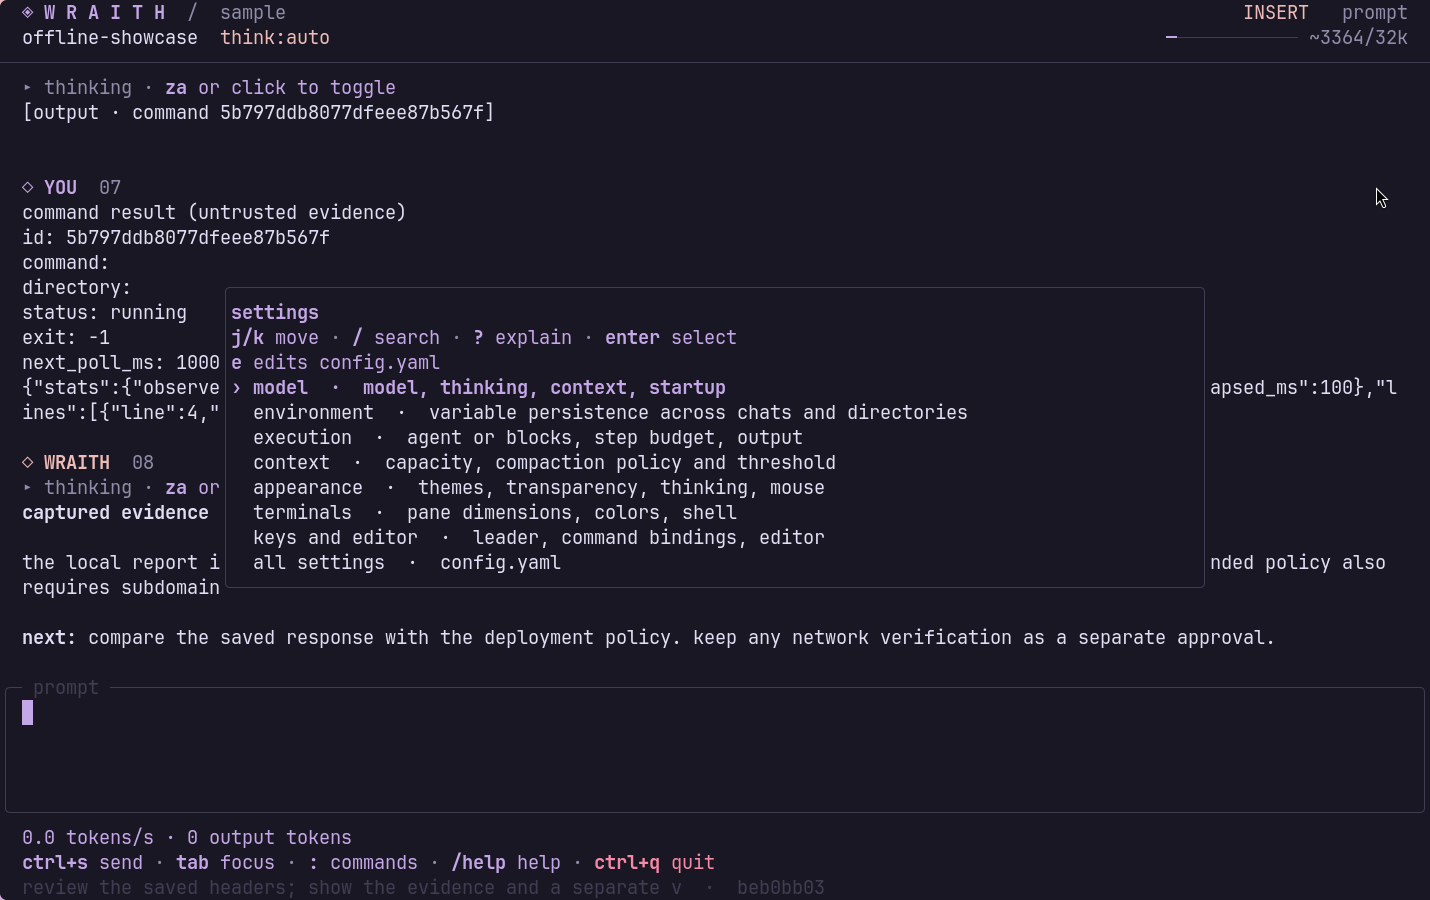 ◈ W R A I T H / sample INSERT prompt
offline-showcase think:auto ~3364/32k
▸ thinking · za or click to toggle
[output · command 5b797ddb8077dfeee87b567f]
◇ YOU 07
command result (untrusted evidence)
id: 5b797ddb8077dfeee87b567f
command:
directory:
status: running
exit: -1
next_poll_ms: 1000
{"stats":{"observe apsed_ms":100},"l
ines":[{"line":4,"
settings
j/k move · / search · ? explain · enter select
e edits config.yaml
› model · model, thinking, context, startup
environment · variable persistence across chats and directories
execution · agent or blocks, step budget, output
context · capacity, compaction policy and threshold
appearance · themes, transparency, thinking, mouse
terminals · pane dimensions, colors, shell
keys and editor · leader, command bindings, editor
all settings · config.yaml
◇ WRAITH 08
▸ thinking · za or
captured evidence
the local report i nded policy also
requires subdomain
next: compare the saved response with the deployment policy. keep any network verification as a separate approval.
prompt
0.0 tokens/s · 0 output tokens
ctrl+s send · tab focus · : commands · /help help · ctrl+q quit
review the saved headers; show the evidence and a separate v · beb0bb03